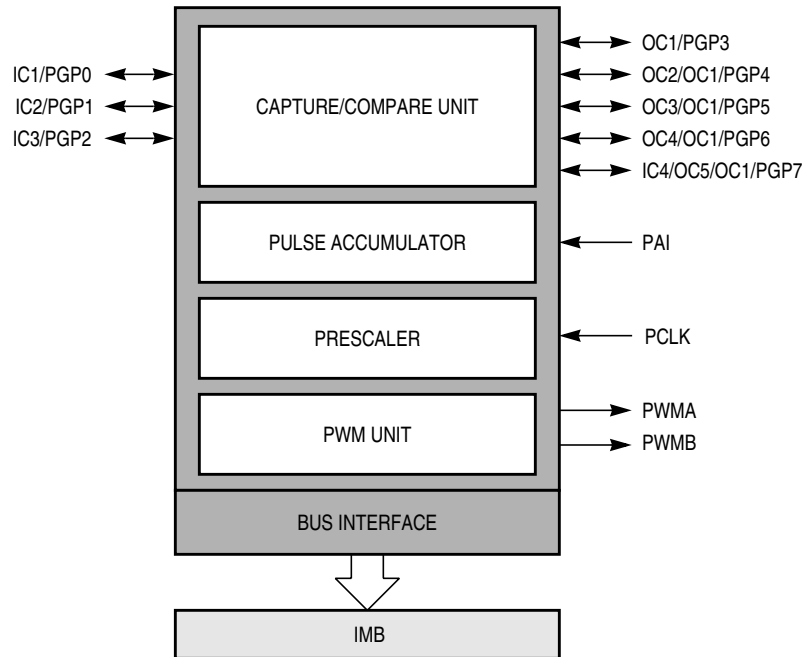 IC1/PGP0
IC2/PGP1
IC3/PGP2
CAPTURE/COMPARE UNIT
OC1/PGP3
OC2/OC1/PGP4
OC3/OC1/PGP5
OC4/OC1/PGP6
IC4/OC5/OC1/PGP7
PULSE ACCUMULATOR
PAI
PRESCALER
PCLK
PWM UNIT
PWMA
PWMB
BUS INTERFACE
IMB